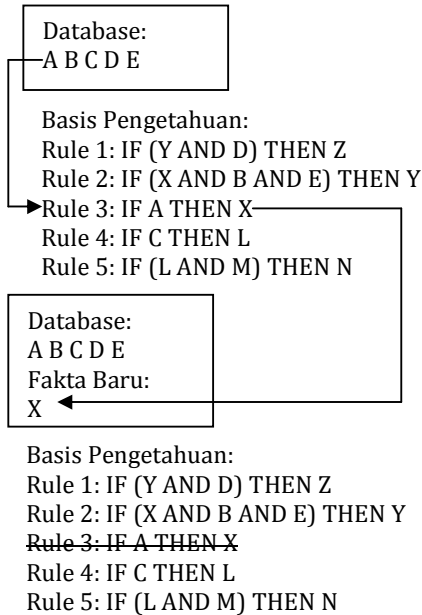 Database:
A B C D E
Basis Pengetahuan:
Rule 1: IF (Y AND D) THEN Z
Rule 2: IF (X AND B AND E) THEN Y
Rule 3: IF A THEN X
Rule 4: IF C THEN L
Rule 5: IF (L AND M) THEN N
Database:
A B C D E
Fakta Baru:
X
Basis Pengetahuan:
Rule 1: IF (Y AND D) THEN Z
Rule 2: IF (X AND B AND E) THEN Y
Rule 3: IF A THEN X
Rule 4: IF C THEN L
Rule 5: IF (L AND M) THEN N